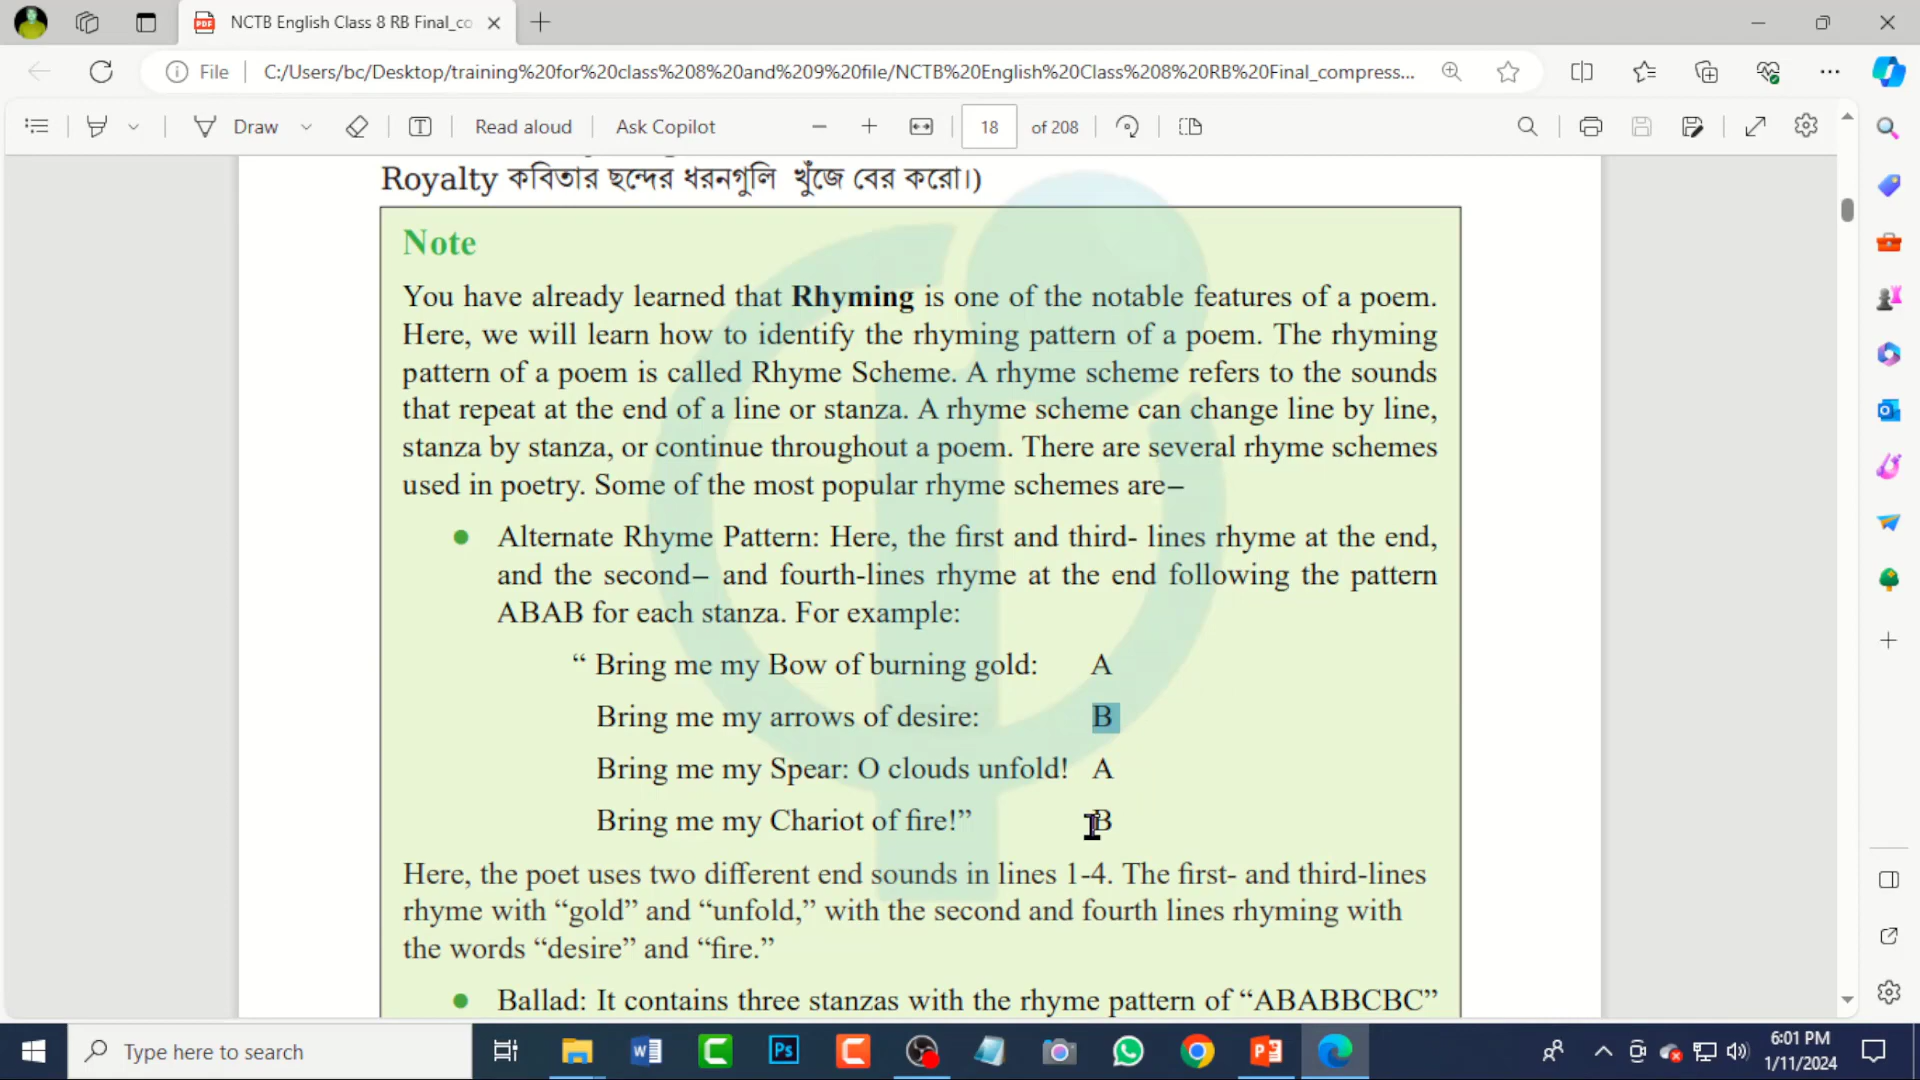 NCTB English Class 8 RB Final_co
File
C:/Users/bc/Desktop/training%20for%20class%208%20and%209%20file/NCTB%20English%20Class%208%20RB%20Final_compress...
Draw
Read aloud
Ask Copilot
18
of 208
Royalty কবিতার ছন্দের ধরনগুলি খুঁজে বের করো।)
Note
You have already learned that Rhyming is one of the notable features of a poem.
Here, we will learn how to identify the rhyming pattern of a poem. The rhyming
pattern of a poem is called Rhyme Scheme. A rhyme scheme refers to the sounds
that repeat at the end of a line or stanza. A rhyme scheme can change line by line,
stanza by stanza, or continue throughout a poem. There are several rhyme schemes
used in poetry. Some of the most popular rhyme schemes are–
Alternate Rhyme Pattern: Here, the first and third- lines rhyme at the end,
and the second– and fourth-lines rhyme at the end following the pattern
ABAB for each stanza. For example:
“ Bring me my Bow of burning gold: A
Bring me my arrows of desire: B
Bring me my Spear: O clouds unfold! A
Bring me my Chariot of fire!” B
Here, the poet uses two different end sounds in lines 1-4. The first- and third-lines
rhyme with “gold” and “unfold,” with the second and fourth lines rhyming with
the words “desire” and “fire.”
Ballad: It contains three stanzas with the rhyme pattern of “ABABBCBC”
Type here to search
6:01 PM
1/11/2024